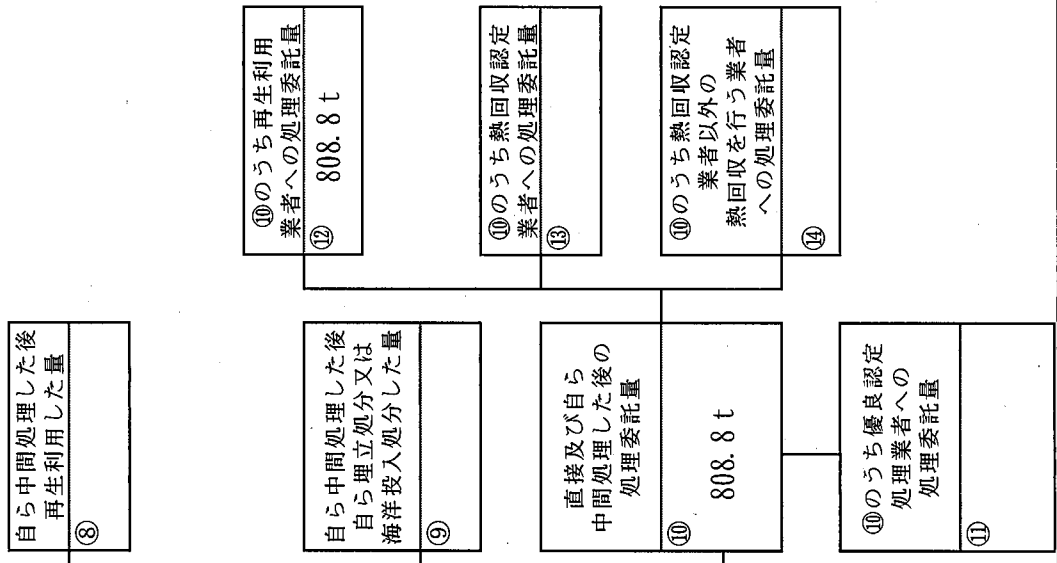 自ら中間処理した後
再生利用した量
⑧
自ら中間処理した後
自ら埋立処分又は
海洋投入処分した量
⑨
直接及び自ら
中間処理した後の
処理委託量
⑩
808.8 t
⑩のうち優良認定
処理業者への
処理委託量
⑪
⑩のうち再生利用
業者への処理委託量
⑫ 808.8 t
⑩のうち熱回収認定
業者への処理委託量
⑬
⑩のうち熱回収認定
業者以外の
熱回収を行う業者
への処理委託量
⑭